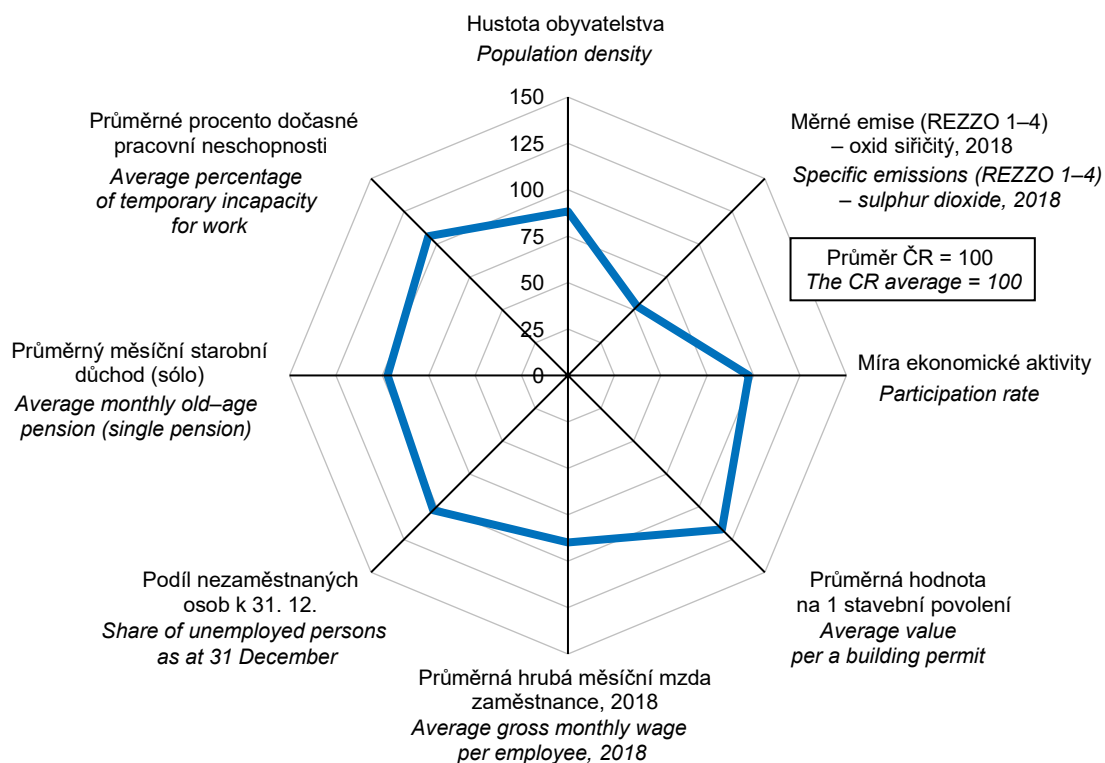 Hustota obyvatelstva
Population density
150
125
100
75
50
25
0
Měrné emise (REZZO 1–4)
– oxid siřičitý, 2018
Specific emissions (REZZO 1–4)
– sulphur dioxide, 2018
Průměr ČR = 100
The CR average = 100
Míra ekonomické aktivity
Participation rate
Průměrná hodnota
na 1 stavební povolení
Average value
per a building permit
Průměrná hrubá měsíční mzda
zaměstnance, 2018
Average gross monthly wage
per employee, 2018
Podíl nezaměstnaných
osob k 31. 12.
Share of unemployed persons
as at 31 December
Průměrný měsíční starobní
důchod (sólo)
Average monthly old–age
pension (single pension)
Průměrné procento dočasné
pracovní neschopnosti
Average percentage
of temporary incapacity
for work